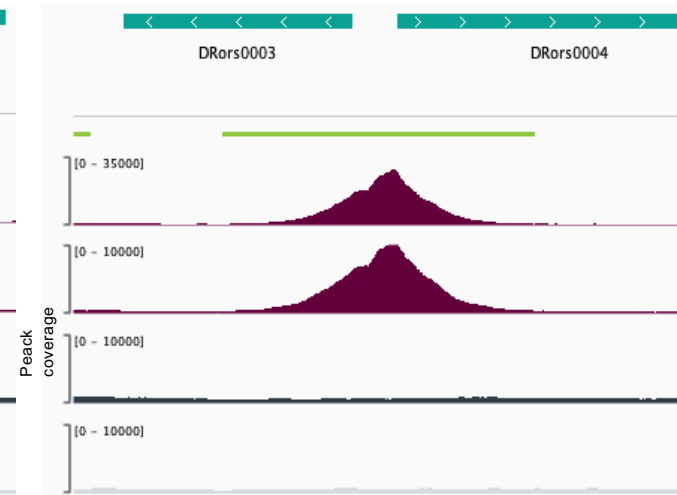 DRors0003 DRors0004
[0 - 35000]
[0 - 10000]
[0 - 10000]
[0 - 10000]
Peack
coverage